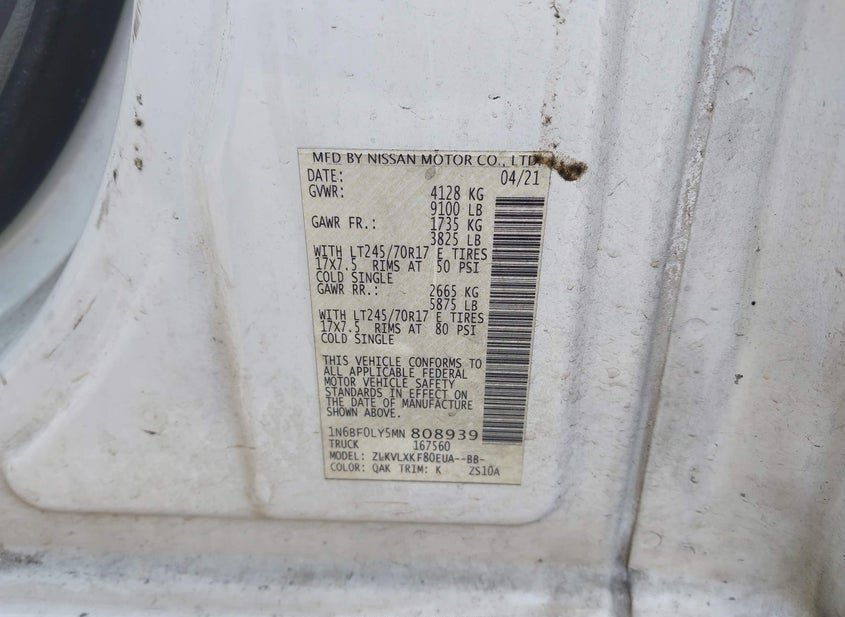 MFD BY NISSAN MOTOR CO., LTD.
DATE: 04/21
GVWR: 4128 KG
9100 LB
GAWR FR.: 1735 KG
3825 LB
WITH LT245/70R17 E TIRES
17X7.5 RIMS AT 50 PSI
COLD SINGLE
GAWR RR.: 2665 KG
5875 LB
WITH LT245/70R17 E TIRES
17X7.5 RIMS AT 80 PSI
COLD SINGLE
THIS VEHICLE CONFORMS TO
ALL APPLICABLE FEDERAL
MOTOR VEHICLE SAFETY
STANDARDS IN EFFECT ON
THE DATE OF MANUFACTURE
SHOWN ABOVE.
1N6BF0LY5MN 808939
TRUCK 167560
MODEL: ZLKVLXKF80EUA--BB-
COLOR: QAK TRIM: K ZS10A